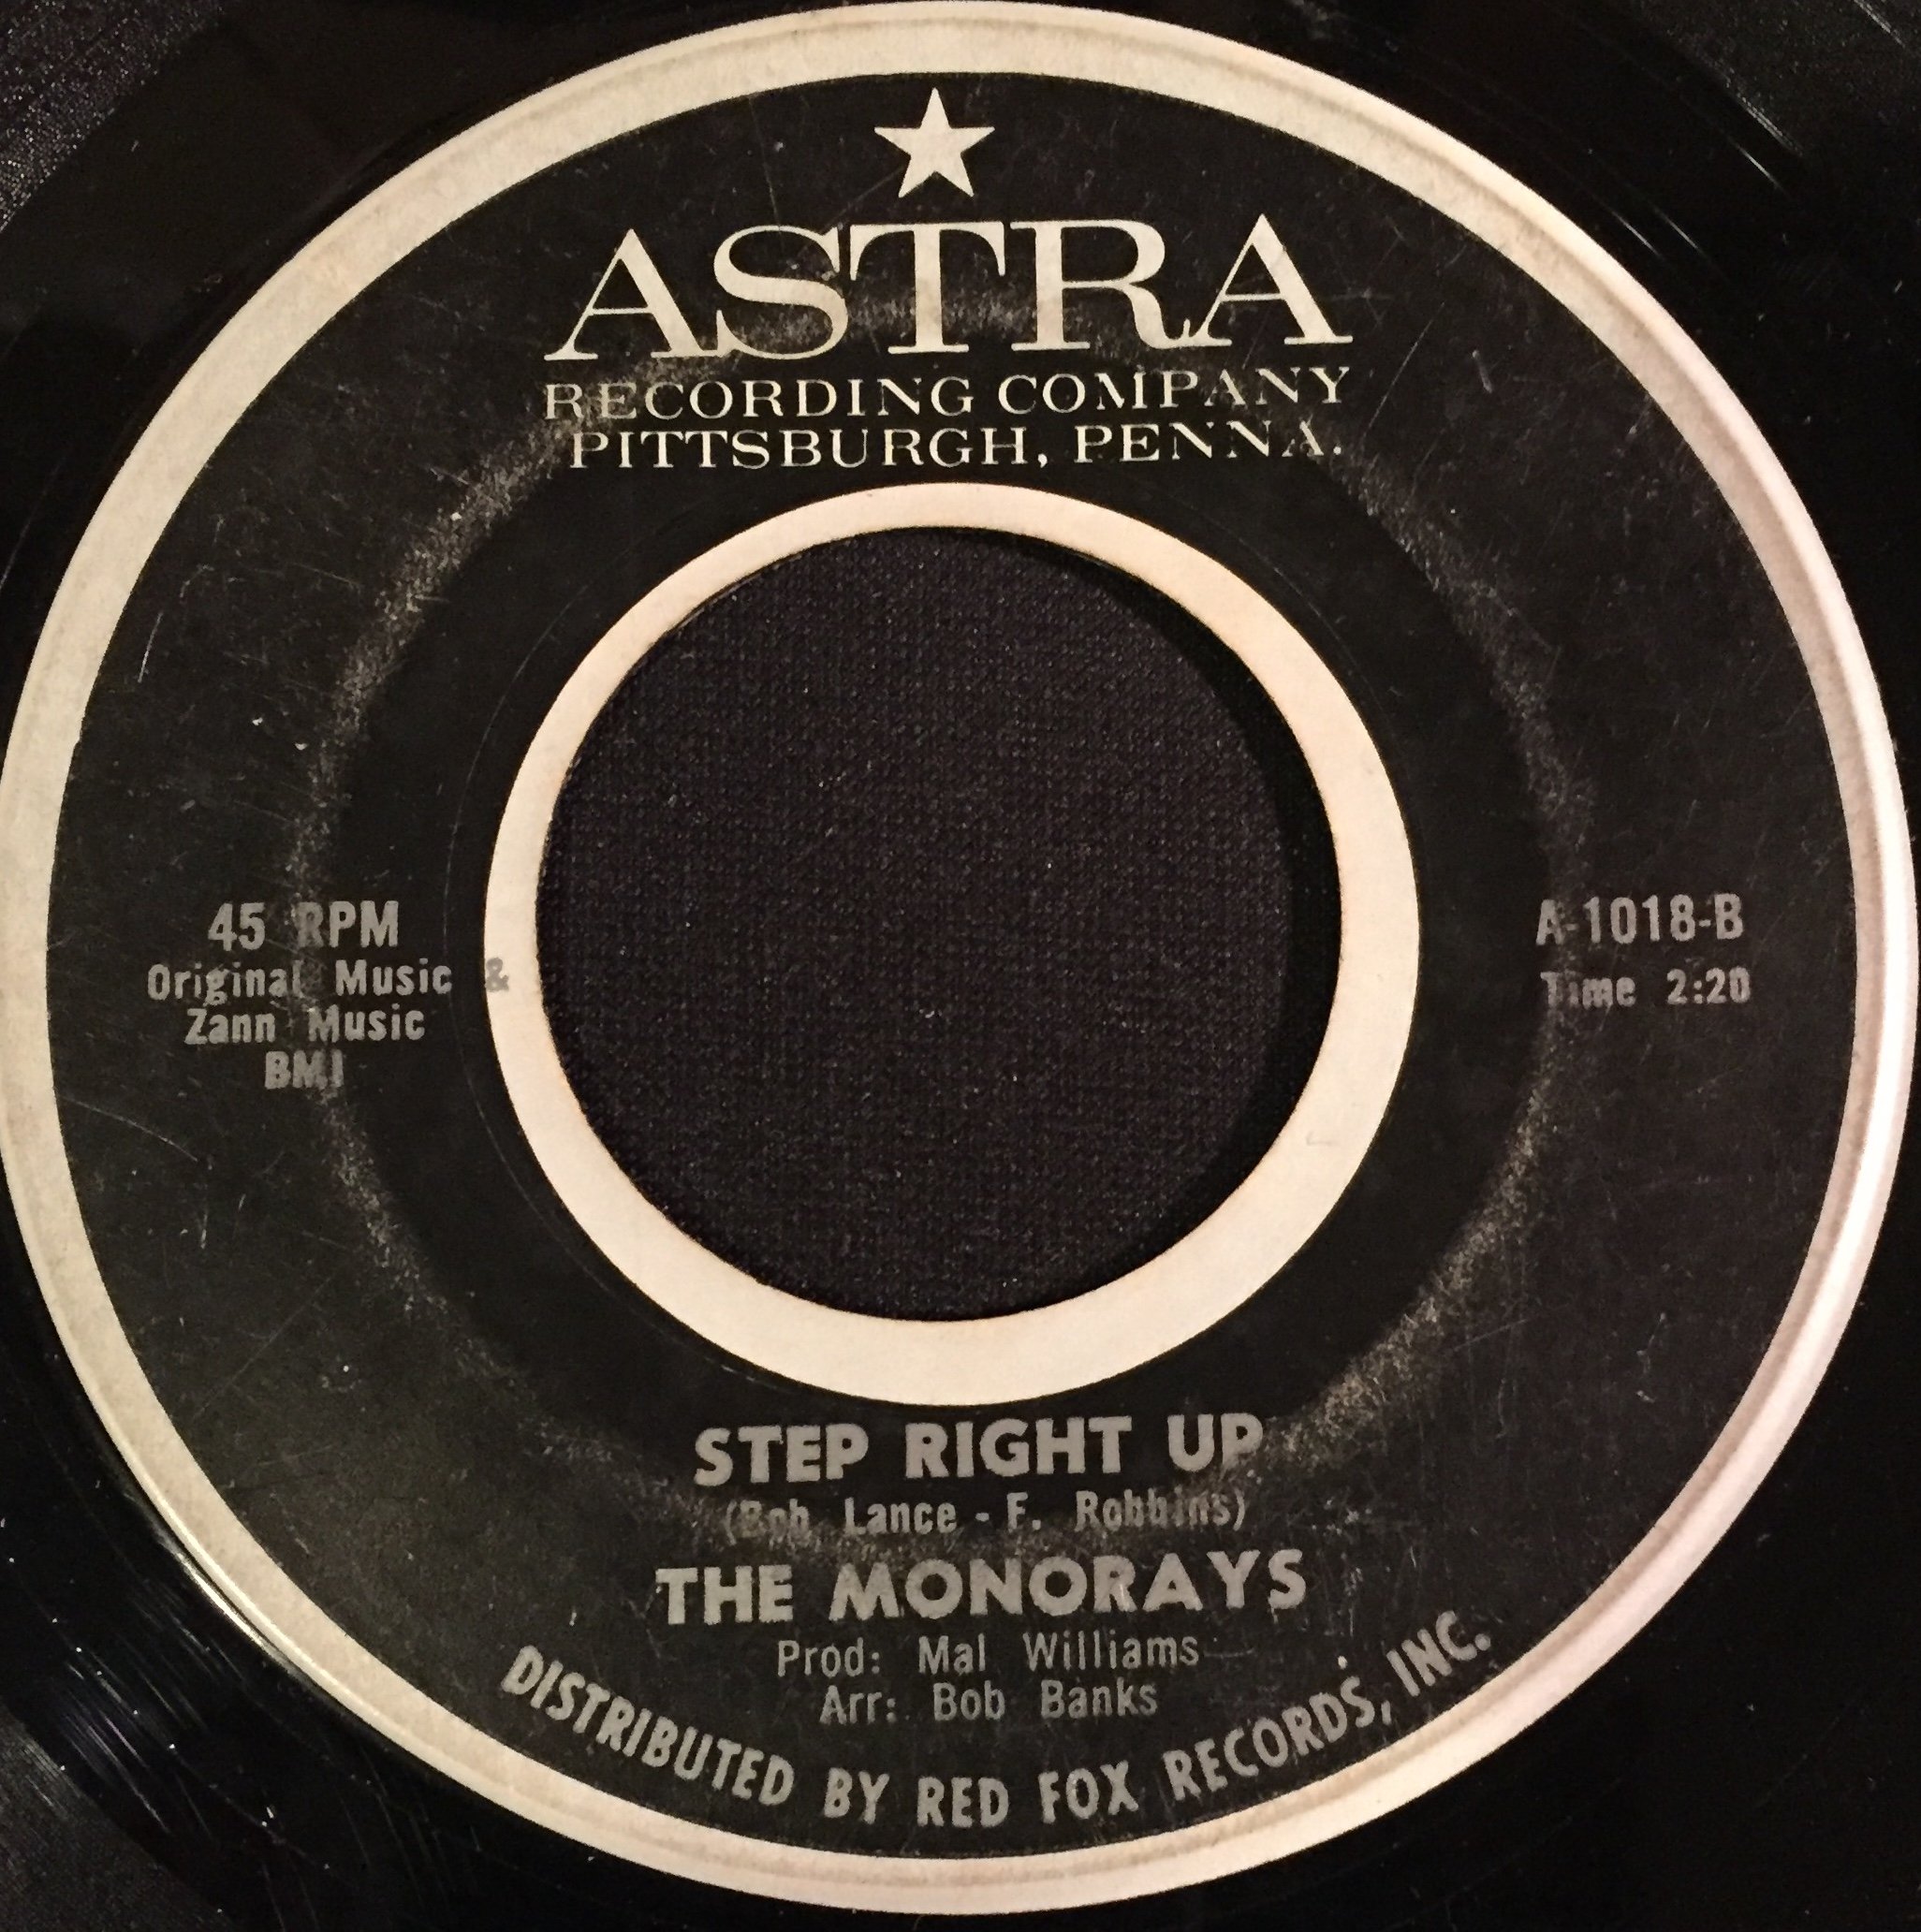 ASTRA
RECORDING COMPANY
PITTSBURGH, PENNA.
45 RPM
Original Music &
Zann Music
BMI
A-1018-B
Time 2:20
STEP RIGHT UP
(Bob Lance - F. Robbins)
THE MONORAYS
Prod: Mal Williams
Arr: Bob Banks
DISTRIBUTED BY RED FOX RECORDS, INC.